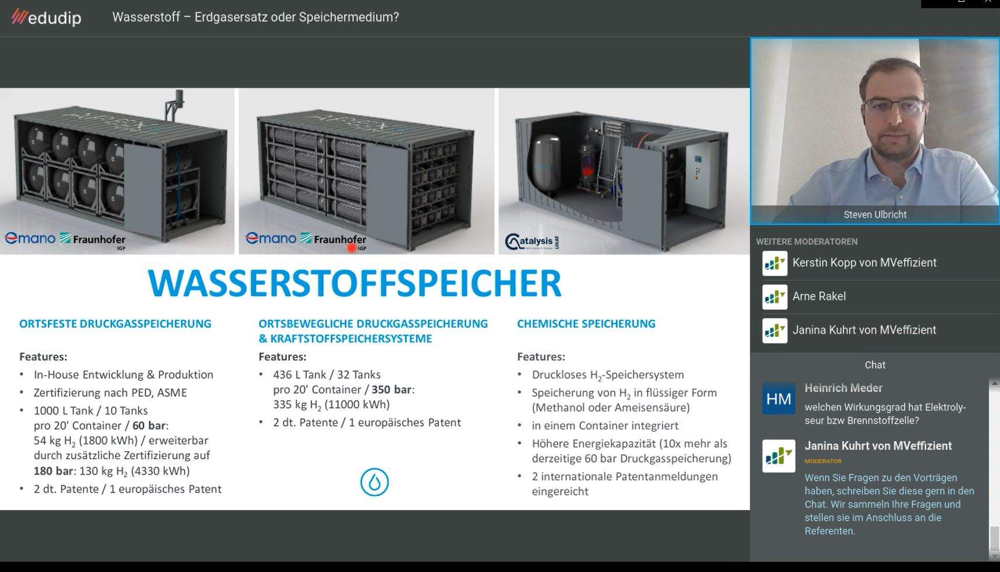 edudip
Wasserstoff – Erdgasersatz oder Speichermedium?
emano Fraunhofer
IGP
emano Fraunhofer
IGP
Catalysis
LIKAT
WASSERSTOFFSPEICHER
ORTSFESTE DRUCKGASSPEICHERUNG
Features:
• In-House Entwicklung & Produktion
• Zertifizierung nach PED, ASME
• 1000 L Tank / 10 Tanks
pro 20' Container / 60 bar:
54 kg H₂ (1800 kWh) / erweiterbar
durch zusätzliche Zertifizierung auf
180 bar: 130 kg H₂ (4330 kWh)
• 2 dt. Patente / 1 europäisches Patent
ORTSBEWEGLICHE DRUCKGASSPEICHERUNG
& KRAFTSTOFFSPEICHERSYSTEME
Features:
• 436 L Tank / 32 Tanks
pro 20' Container / 350 bar:
335 kg H₂ (11000 kWh)
• 2 dt. Patente / 1 europäisches Patent
CHEMISCHE SPEICHERUNG
Features:
• Druckloses H₂-Speichersystem
• Speicherung von H₂ in flüssiger Form
(Methanol oder Ameisensäure)
• in einem Container integriert
• Höhere Energiekapazität (10x mehr als
derzeitige 60 bar Druckgasspeicherung)
• 2 internationale Patentanmeldungen
eingereicht
Steven Ulbricht
WEITERE MODERATOREN
Kerstin Kopp von MVeffizient
Arne Rakel
Janina Kuhrt von MVeffizient
Chat
HM
Heinrich Meder
welchen Wirkungsgrad hat Elektroly-
seur bzw Brennstoffzelle?
Janina Kuhrt von MVeffizient
MODERATOR
Wenn Sie Fragen zu den Vorträgen
haben, schreiben Sie diese gern in den
Chat. Wir sammeln Ihre Fragen und
stellen sie im Anschluss an die
Referenten.